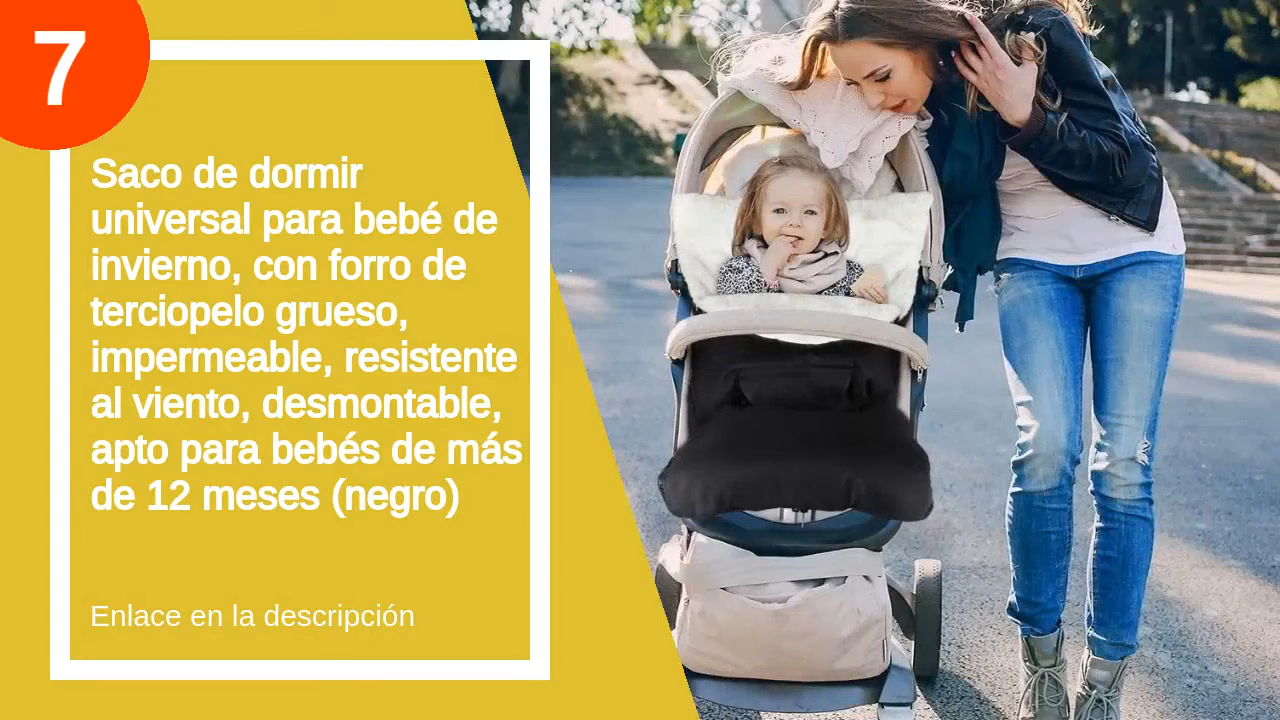 7
Saco de dormir
universal para bebé de
invierno, con forro de
terciopelo grueso,
impermeable, resistente
al viento, desmontable,
apto para bebés de más
de 12 meses (negro)
Enlace en la descripción